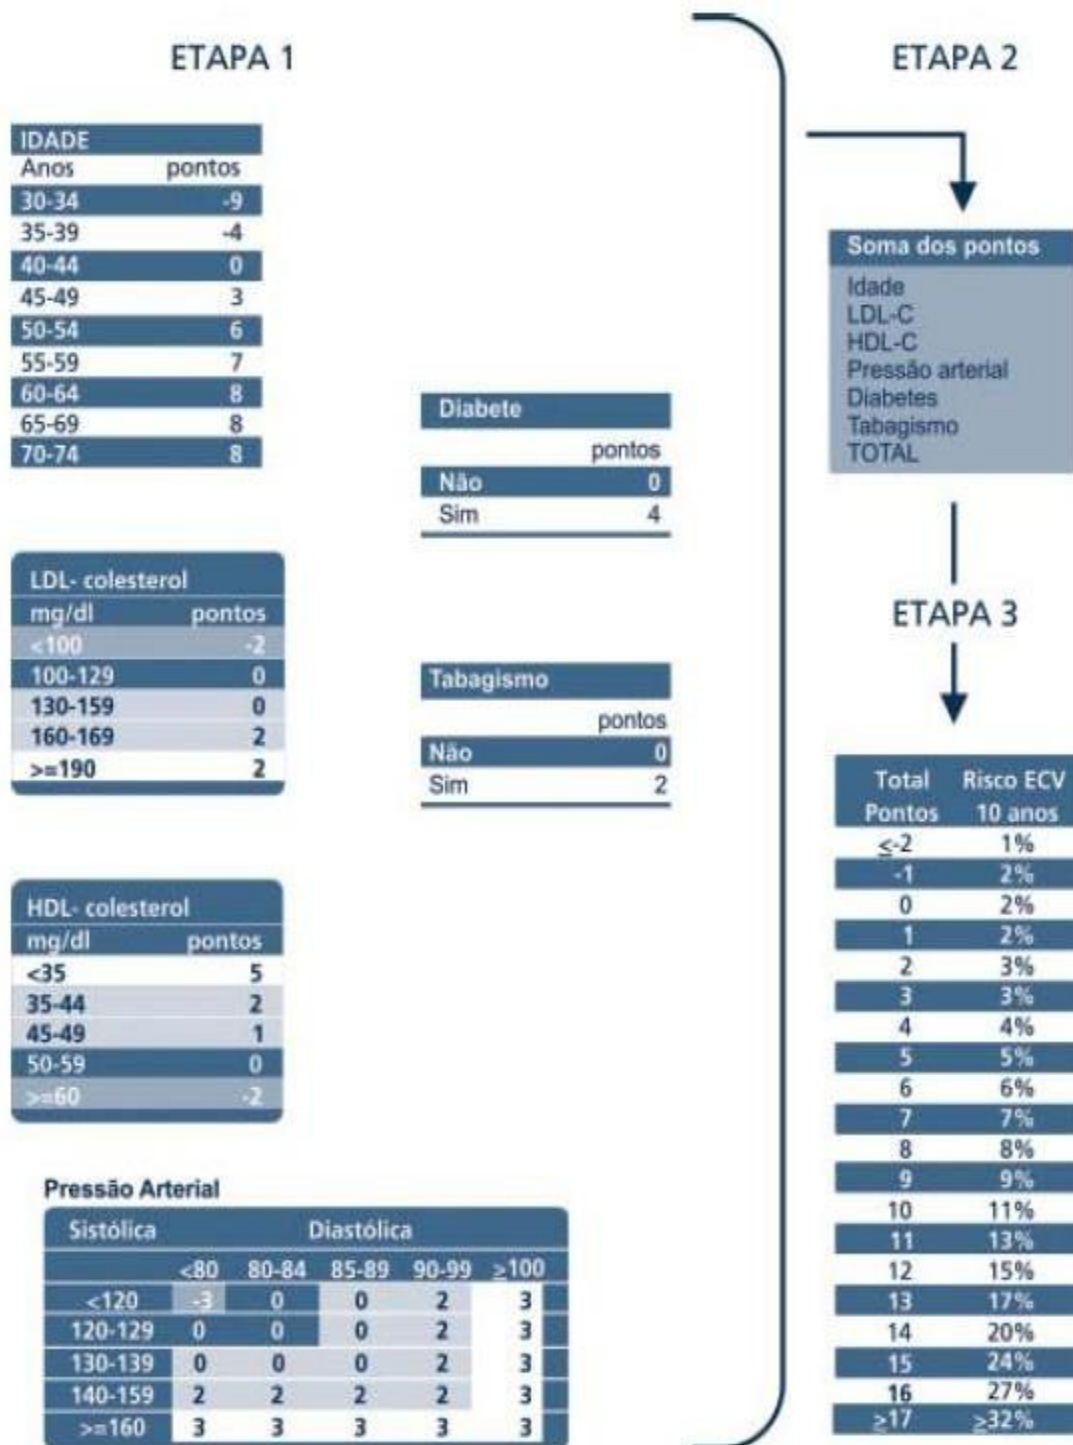 ETAPA 1
IDADE
Anos pontos
30-34 -9
35-39 -4
40-44 0
45-49 3
50-54 6
55-59 7
60-64 8
65-69 8
70-74 8
LDL- colesterol
mg/dl pontos
<100 -2
100-129 0
130-159 0
160-169 2
>=190 2
HDL- colesterol
mg/dl pontos
<35 5
35-44 2
45-49 1
50-59 0
>=60 -2
Diabete
pontos
Não 0
Sim 4
Tabagismo
pontos
Não 0
Sim 2
Pressão Arterial
Sistólica Diastólica
<80 80-84 85-89 90-99 ≥100
<120 -3 0 0 2 3
120-129 0 0 0 2 3
130-139 0 0 0 2 3
140-159 2 2 2 2 3
>=160 3 3 3 3 3
ETAPA 2
Soma dos pontos
Idade
LDL-C
HDL-C
Pressão arterial
Diabetes
Tabagismo
TOTAL
ETAPA 3
Total Risco ECV
Pontos 10 anos
≤-2 1%
-1 2%
0 2%
1 2%
2 3%
3 3%
4 4%
5 5%
6 6%
7 7%
8 8%
9 9%
10 11%
11 13%
12 15%
13 17%
14 20%
15 24%
16 27%
≥17 ≥32%